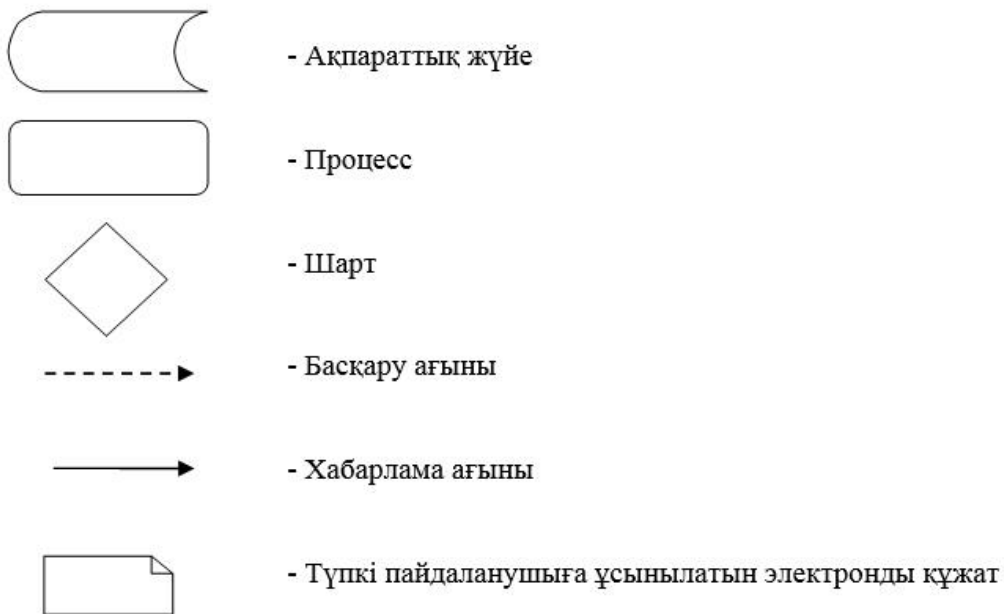 - Ақпараттық жүйе
- Процесс
- Шарт
- Басқару ағыны
- Хабарлама ағыны
- Түпкі пайдаланушыға ұсынылатын электронды құжат